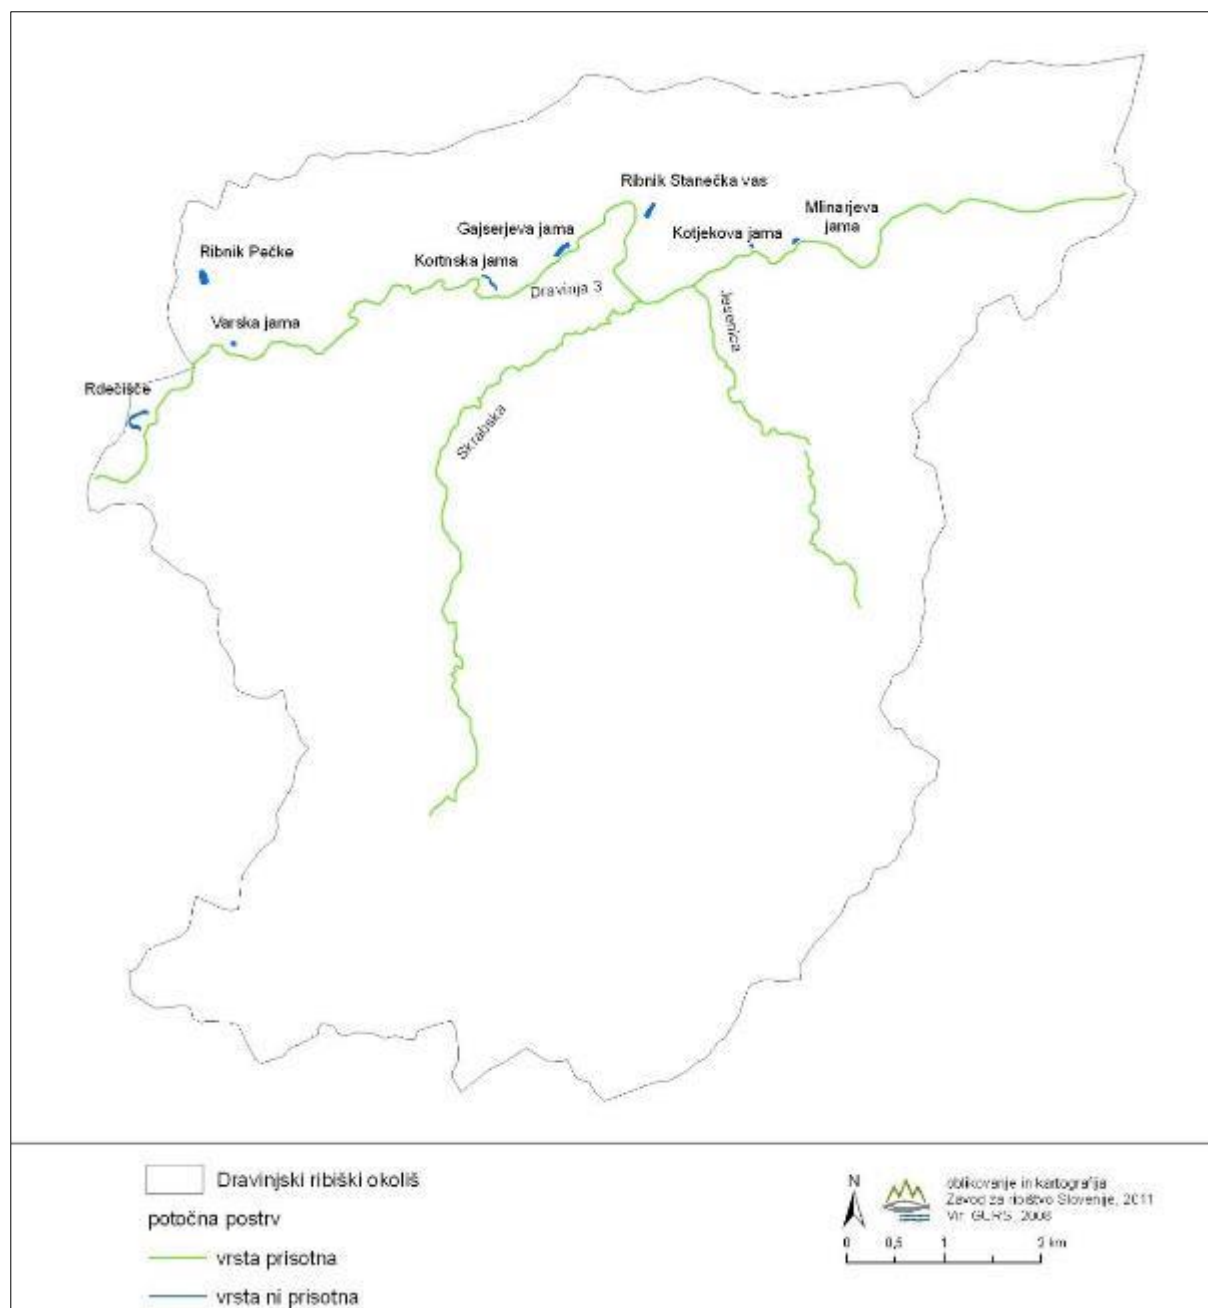 Ribnik Stanečka vas
Mlinarjeva
jama
Gajserjeva jama
Kotjekova jama
Ribnik Pečke
Kortnska jama
Dravinja 3
Jesenica
Varska jama
Rdečišče
Skrabska
Dravinjski ribiški okoliš
potočna postrv
vrsta prisotna
vrsta ni prisotna
N
oblikovanje in kartografija
Zavod za ribištvo Slovenije, 2011
Vir: GURS, 2008
0 0,5 1 2 km